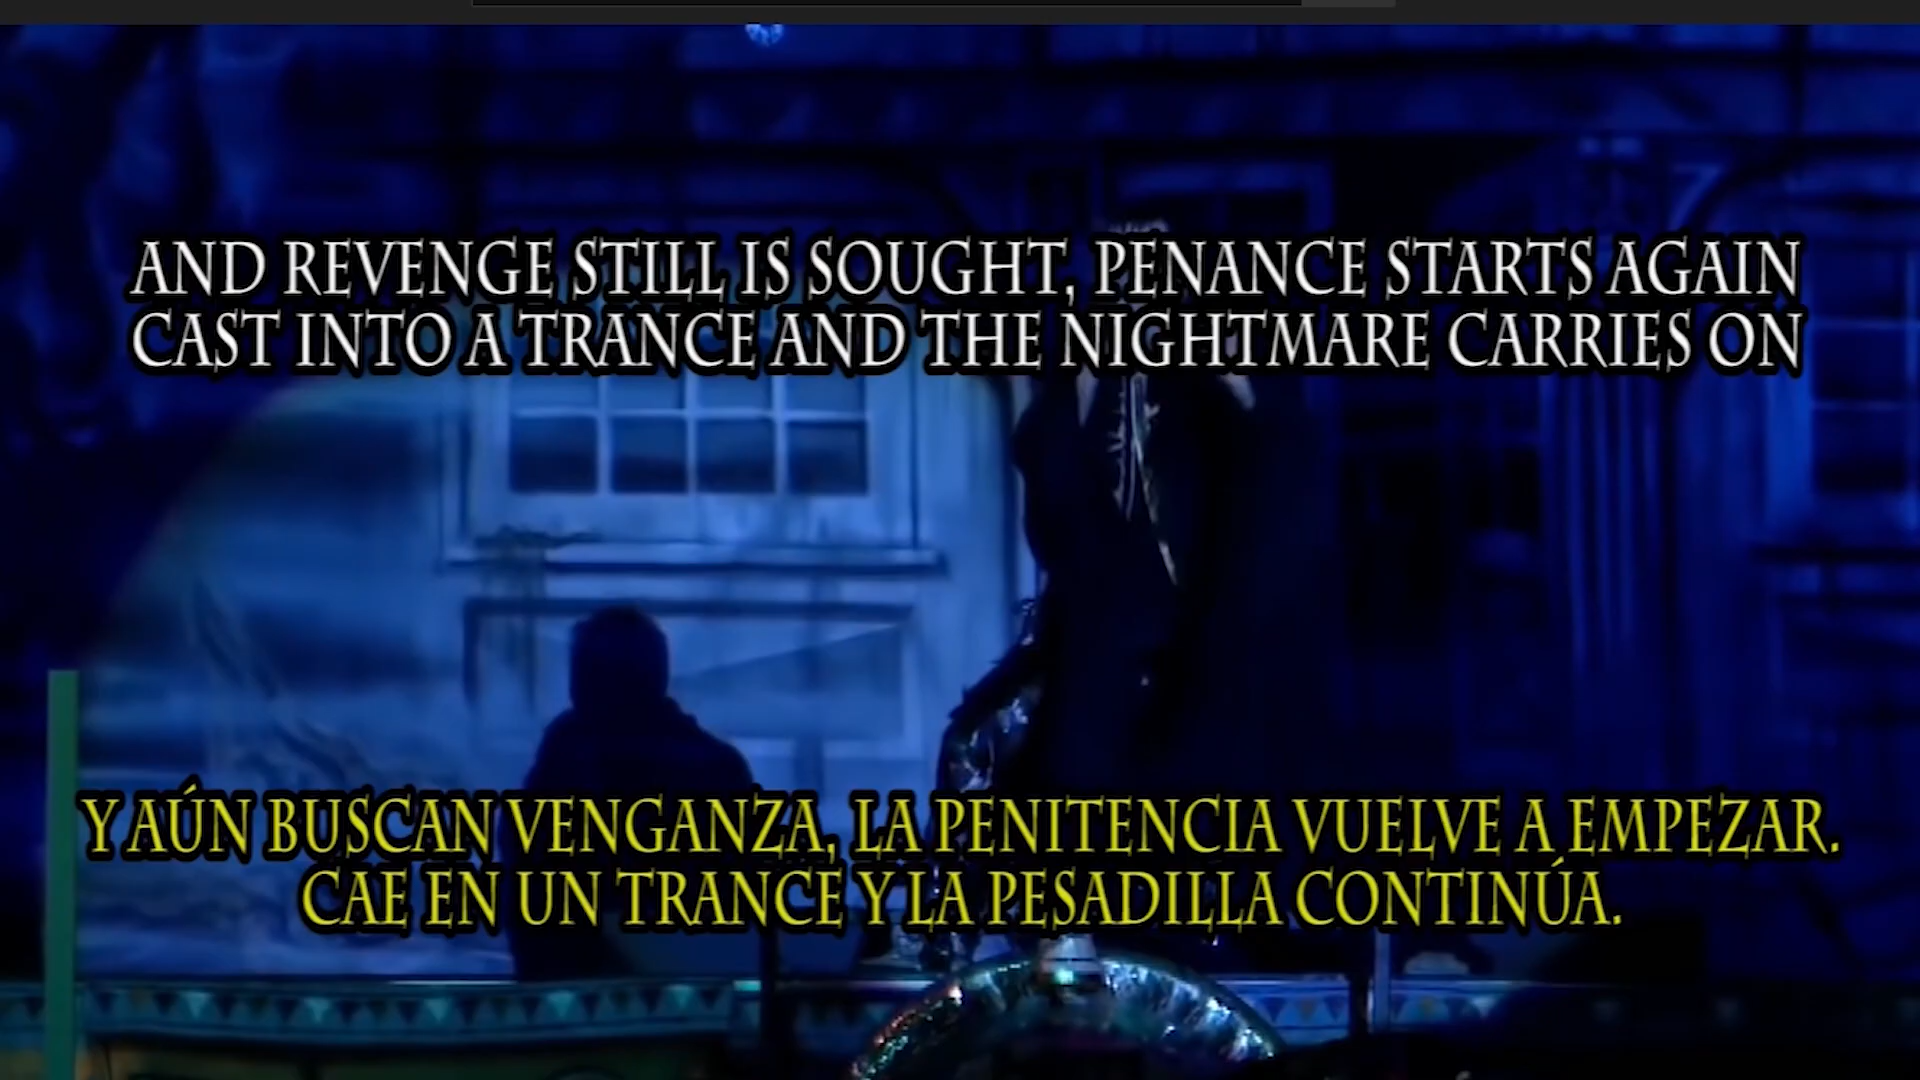 AND REVENGE STILL IS SOUGHT, PENANCE STARTS AGAIN
CAST INTO A TRANCE AND THE NIGHTMARE CARRIES ON
Y AÚN BUSCAN VENGANZA, LA PENITENCIA VUELVE A EMPEZAR.
CAE EN UN TRANCE Y LA PESADILLA CONTINÚA.